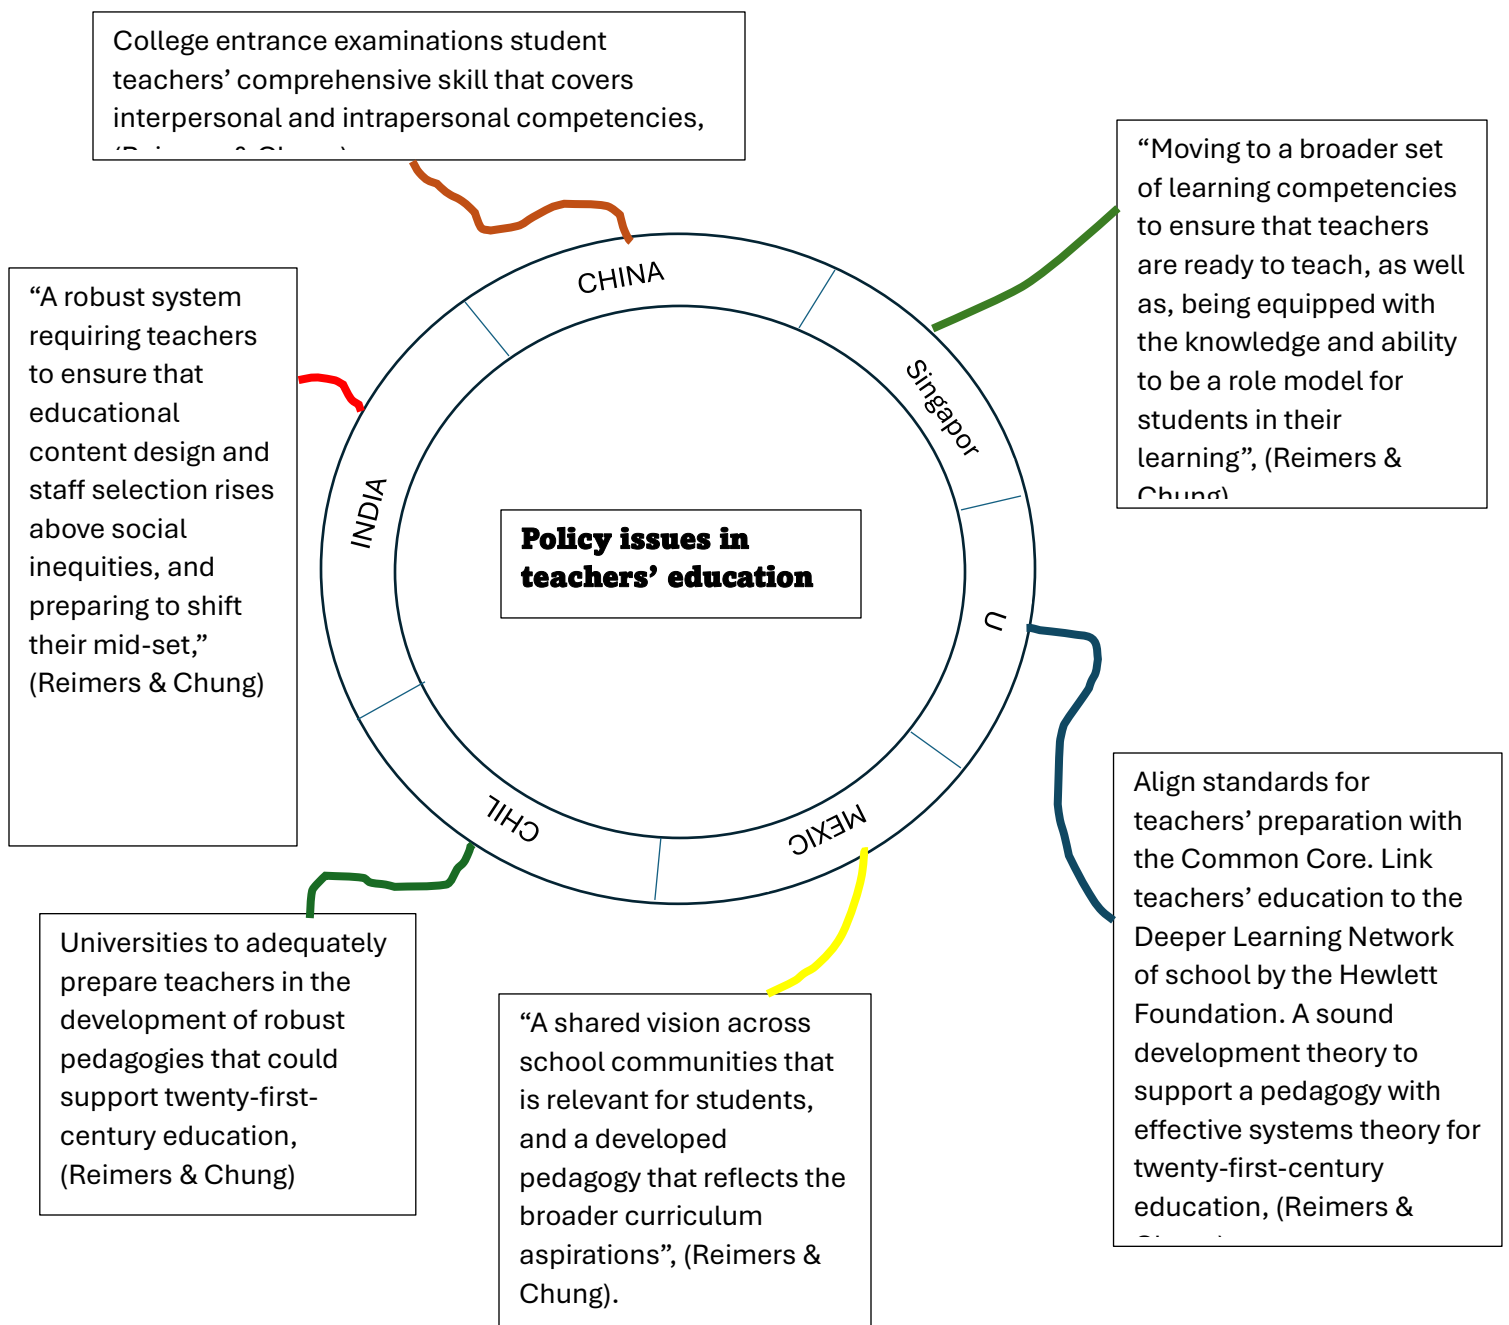 College entrance examinations student
teachers’ comprehensive skill that covers
interpersonal and intrapersonal competencies,
“Moving to a broader set
of learning competencies
to ensure that teachers
are ready to teach, as well
as, being equipped with
the knowledge and ability
to be a role model for
students in their
learning”, (Reimers &
Chung)
“A robust system
requiring teachers
to ensure that
educational
content design and
staff selection rises
above social
inequities, and
preparing to shift
their mid-set,”
(Reimers & Chung)
CHINA
Singapor
INDIA
Policy issues in
teachers’ education
U
MEXIC
CHIL
Align standards for
teachers’ preparation with
the Common Core. Link
teachers’ education to the
Deeper Learning Network
of school by the Hewlett
Foundation. A sound
development theory to
support a pedagogy with
effective systems theory for
twenty-first-century
education, (Reimers &
Universities to adequately
prepare teachers in the
development of robust
pedagogies that could
support twenty-first-
century education,
(Reimers & Chung)
“A shared vision across
school communities that
is relevant for students,
and a developed
pedagogy that reflects the
broader curriculum
aspirations”, (Reimers &
Chung).